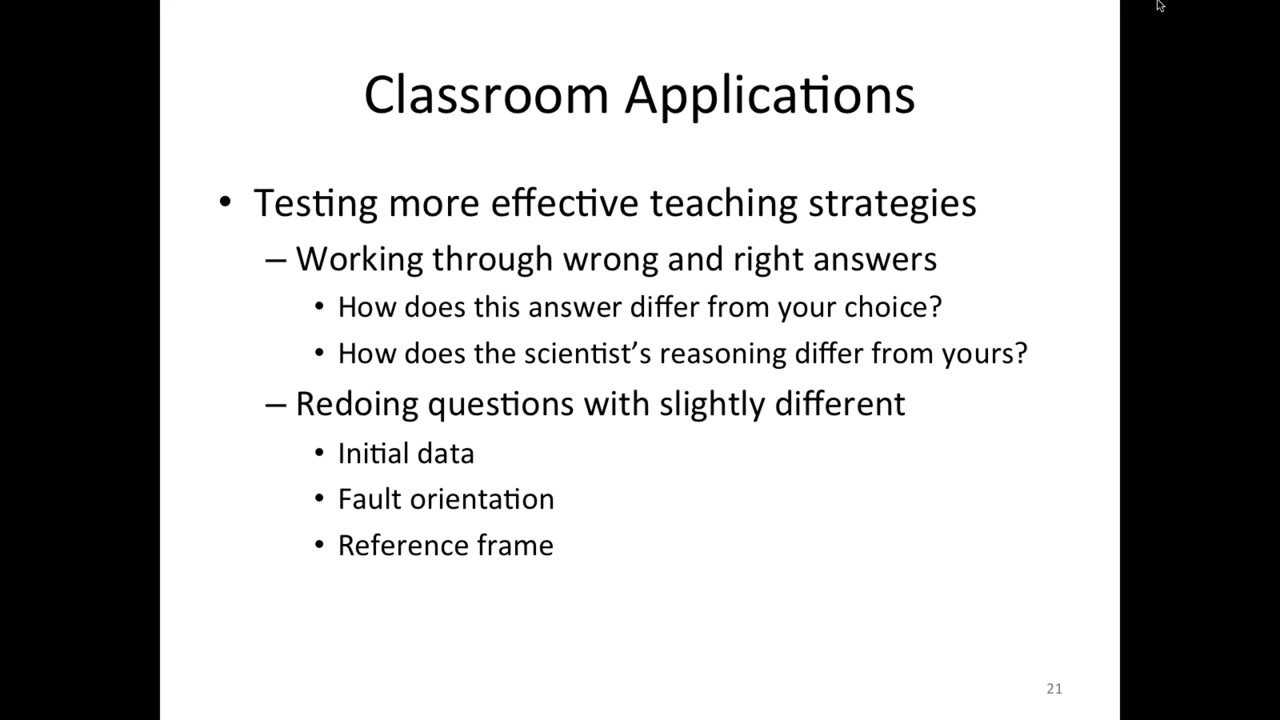 Classroom Applications
• Testing more effective teaching strategies
– Working through wrong and right answers
• How does this answer differ from your choice?
• How does the scientist’s reasoning differ from yours?
– Redoing questions with slightly different
• Initial data
• Fault orientation
• Reference frame
21